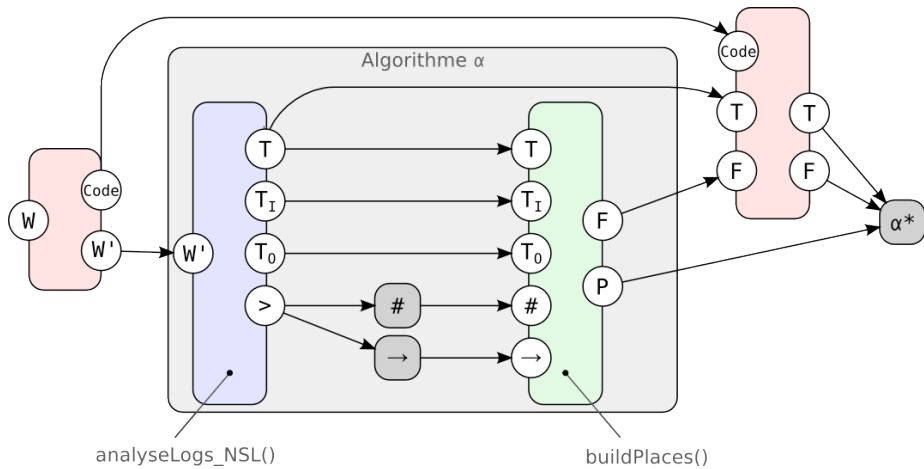 Algorithme α
Code
T
T
F
F
α*
W
Code
W'
W'
T
T_I
T_O
>
#
→
T
T_I
T_O
#
→
F
P
analyseLogs_NSL()
buildPlaces()